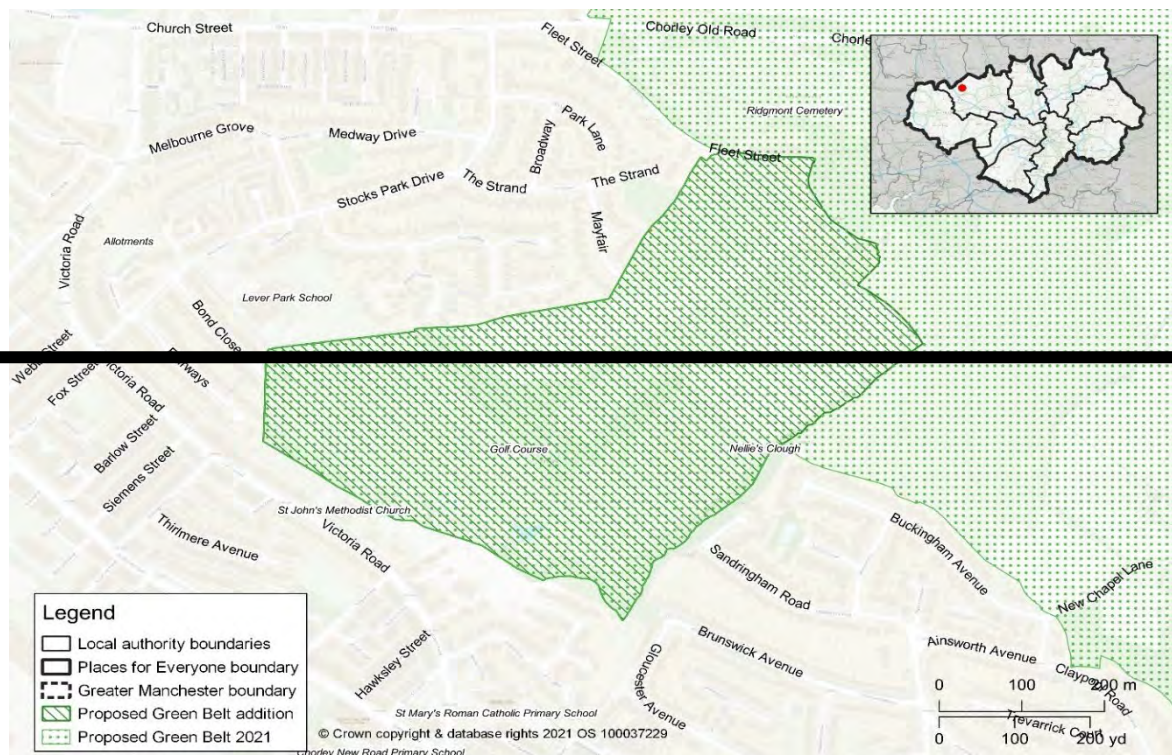 Church Street
Fleet Street
Chorley Old Road
Ridgmont Cemetery
Park Lane
Broadway
Melbourne Grove
Medway Drive
Fleet Street
The Strand
The Strand
Stocks Park Drive
Mayfair
Victoria Road
Allotments
Lever Park School
Bond Close
Fox Street
Victoria Road
Barlow Street
Siemens Street
Golf Course
Nellie's Clough
St John's Methodist Church
Thirlmere Avenue
Victoria Road
Buckingham Avenue
Sandringham Road
New Chapel Lane
Hawksley Street
Gloucester Avenue
Brunswick Avenue
Ainsworth Avenue
Claypool Road
St Mary's Roman Catholic Primary School
Trevarrick Court
Chorley New Road Primary School
Legend
Local authority boundaries
Places for Everyone boundary
Greater Manchester boundary
Proposed Green Belt addition
Proposed Green Belt 2021
© Crown copyright & database rights 2021 OS 100037229
0 100 200 m
0 100 200 yd